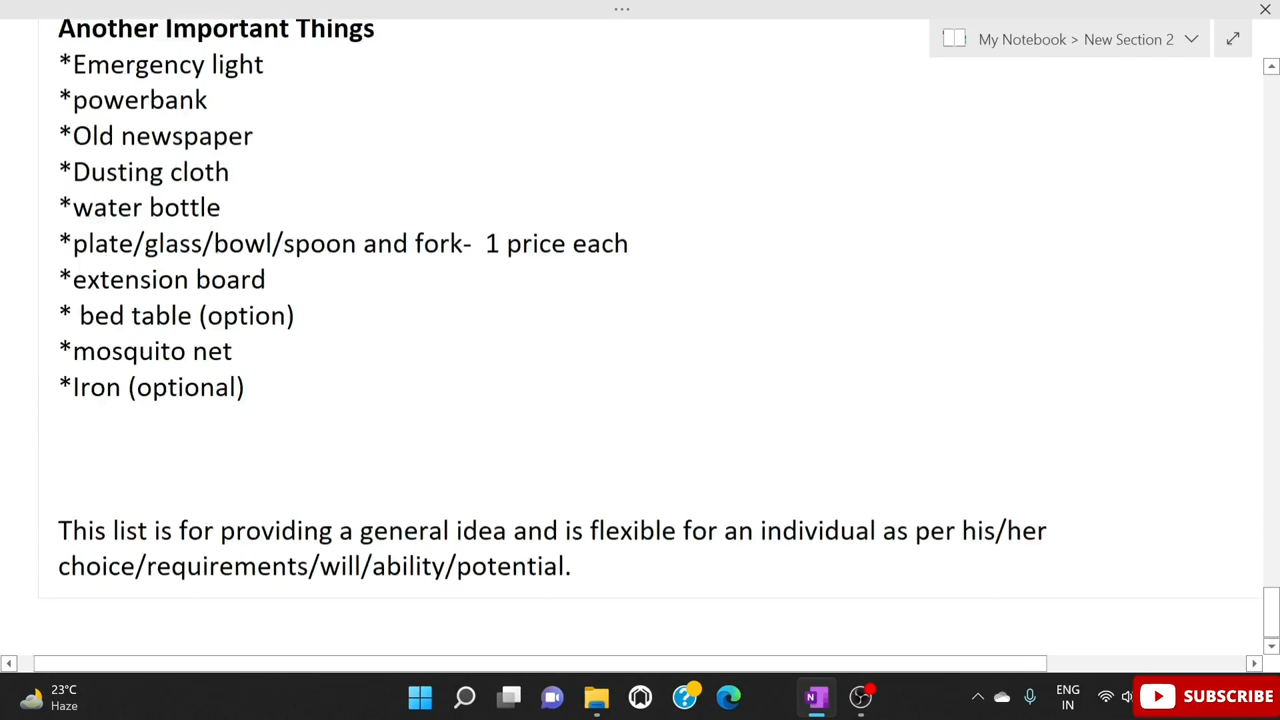 Another Important Things
My Notebook > New Section 2
*Emergency light
*powerbank
*Old newspaper
*Dusting cloth
*water bottle
*plate/glass/bowl/spoon and fork-  1 price each
*extension board
* bed table (option)
*mosquito net
*Iron (optional)
This list is for providing a general idea and is flexible for an individual as per his/her
choice/requirements/will/ability/potential.
23°C
Haze
ENG
IN
SUBSCRIBE